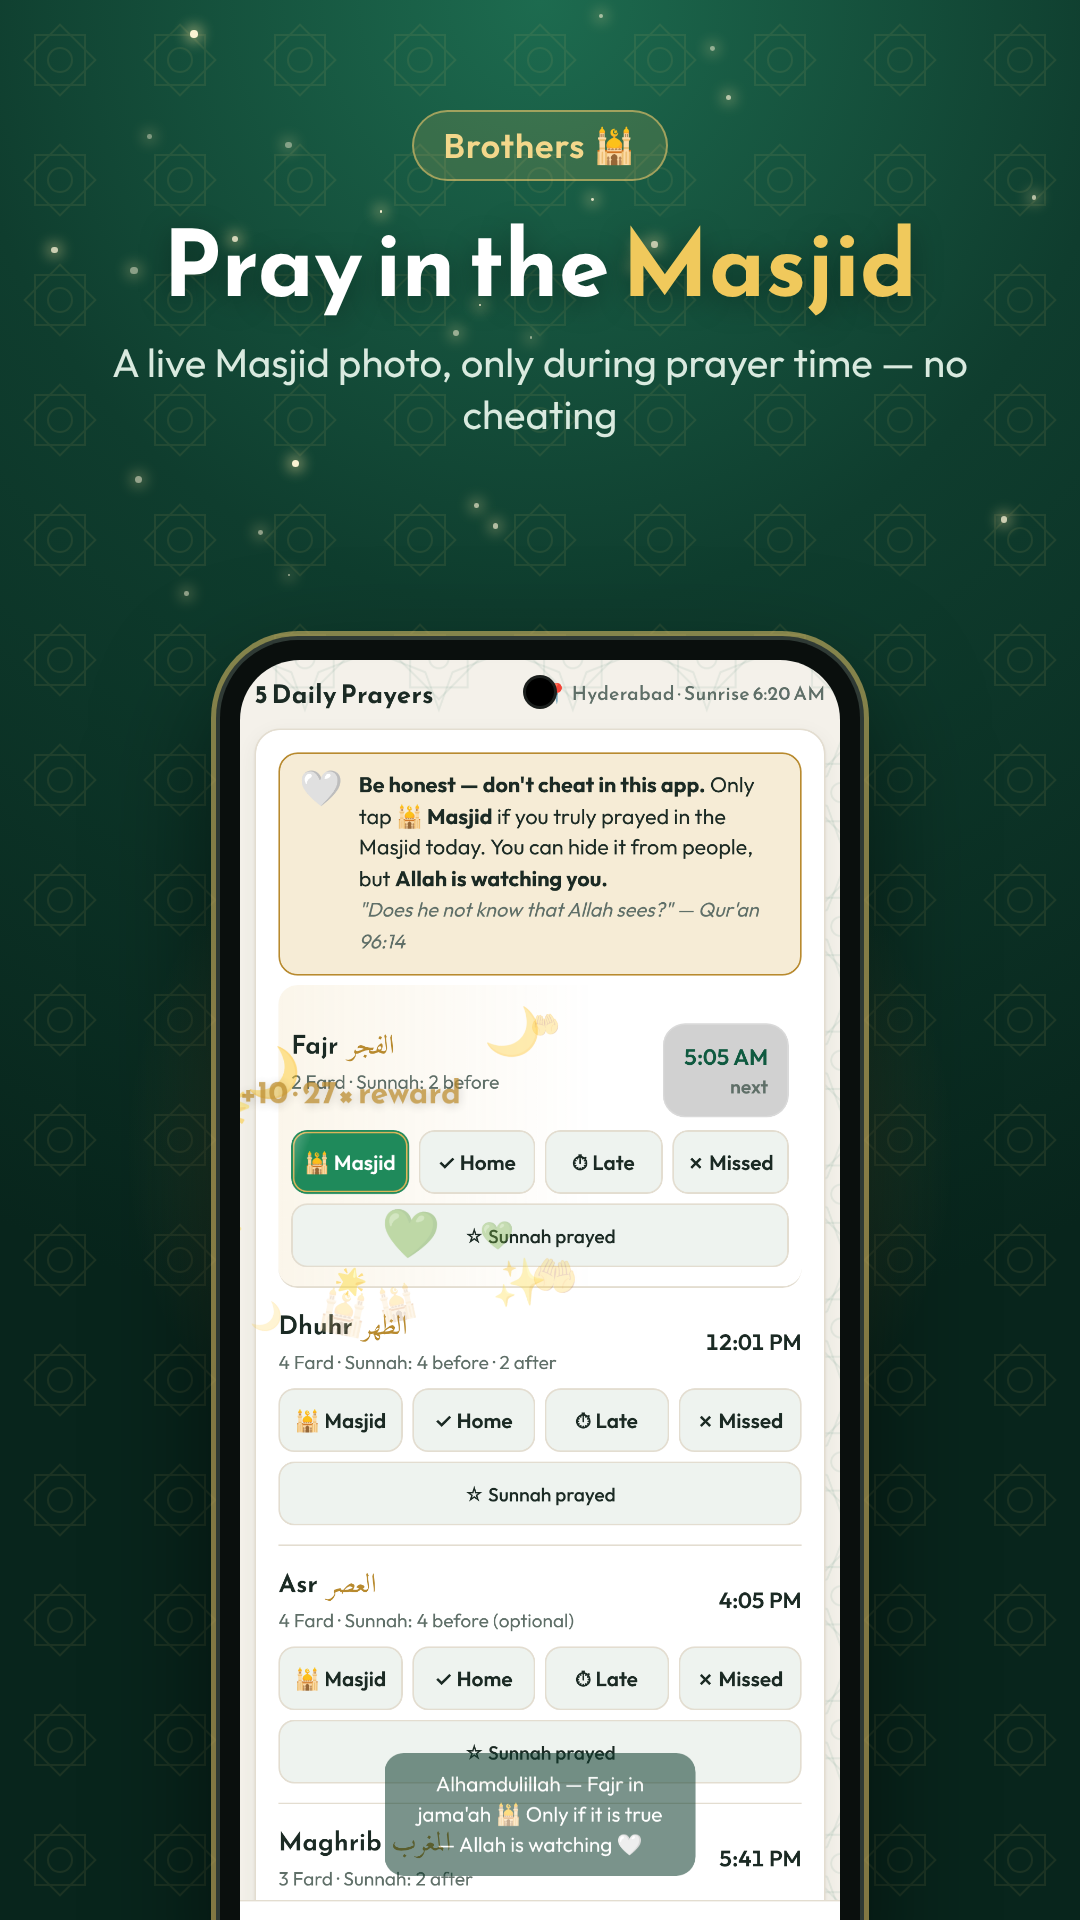 Brothers 🕌
Pray in the Masjid
A live Masjid photo, only during prayer time — no
cheating
5 Daily Prayers
Hyderabad · Sunrise 6:20 AM
Be honest — don't cheat in this app. Only
tap 🕌 Masjid if you truly prayed in the
Masjid today. You can hide it from people,
but Allah is watching you.
"Does he not know that Allah sees?" — Qur'an
96:14
Fajr الفجر
5:05 AM
next
2 Fard · Sunnah: 2 before
+10 · 27× reward
🕌 Masjid
✓ Home
⏱ Late
✕ Missed
☆ Sunnah prayed
Dhuhr الظهر
12:01 PM
4 Fard · Sunnah: 4 before · 2 after
🕌 Masjid
✓ Home
⏱ Late
✕ Missed
☆ Sunnah prayed
Asr العصر
4:05 PM
4 Fard · Sunnah: 4 before (optional)
🕌 Masjid
✓ Home
⏱ Late
✕ Missed
☆ Sunnah prayed
Alhamdulillah — Fajr in
jama'ah 🕌 Only if it is true
— Allah is watching 🤍
Maghrib المغرب
5:41 PM
3 Fard · Sunnah: 2 after